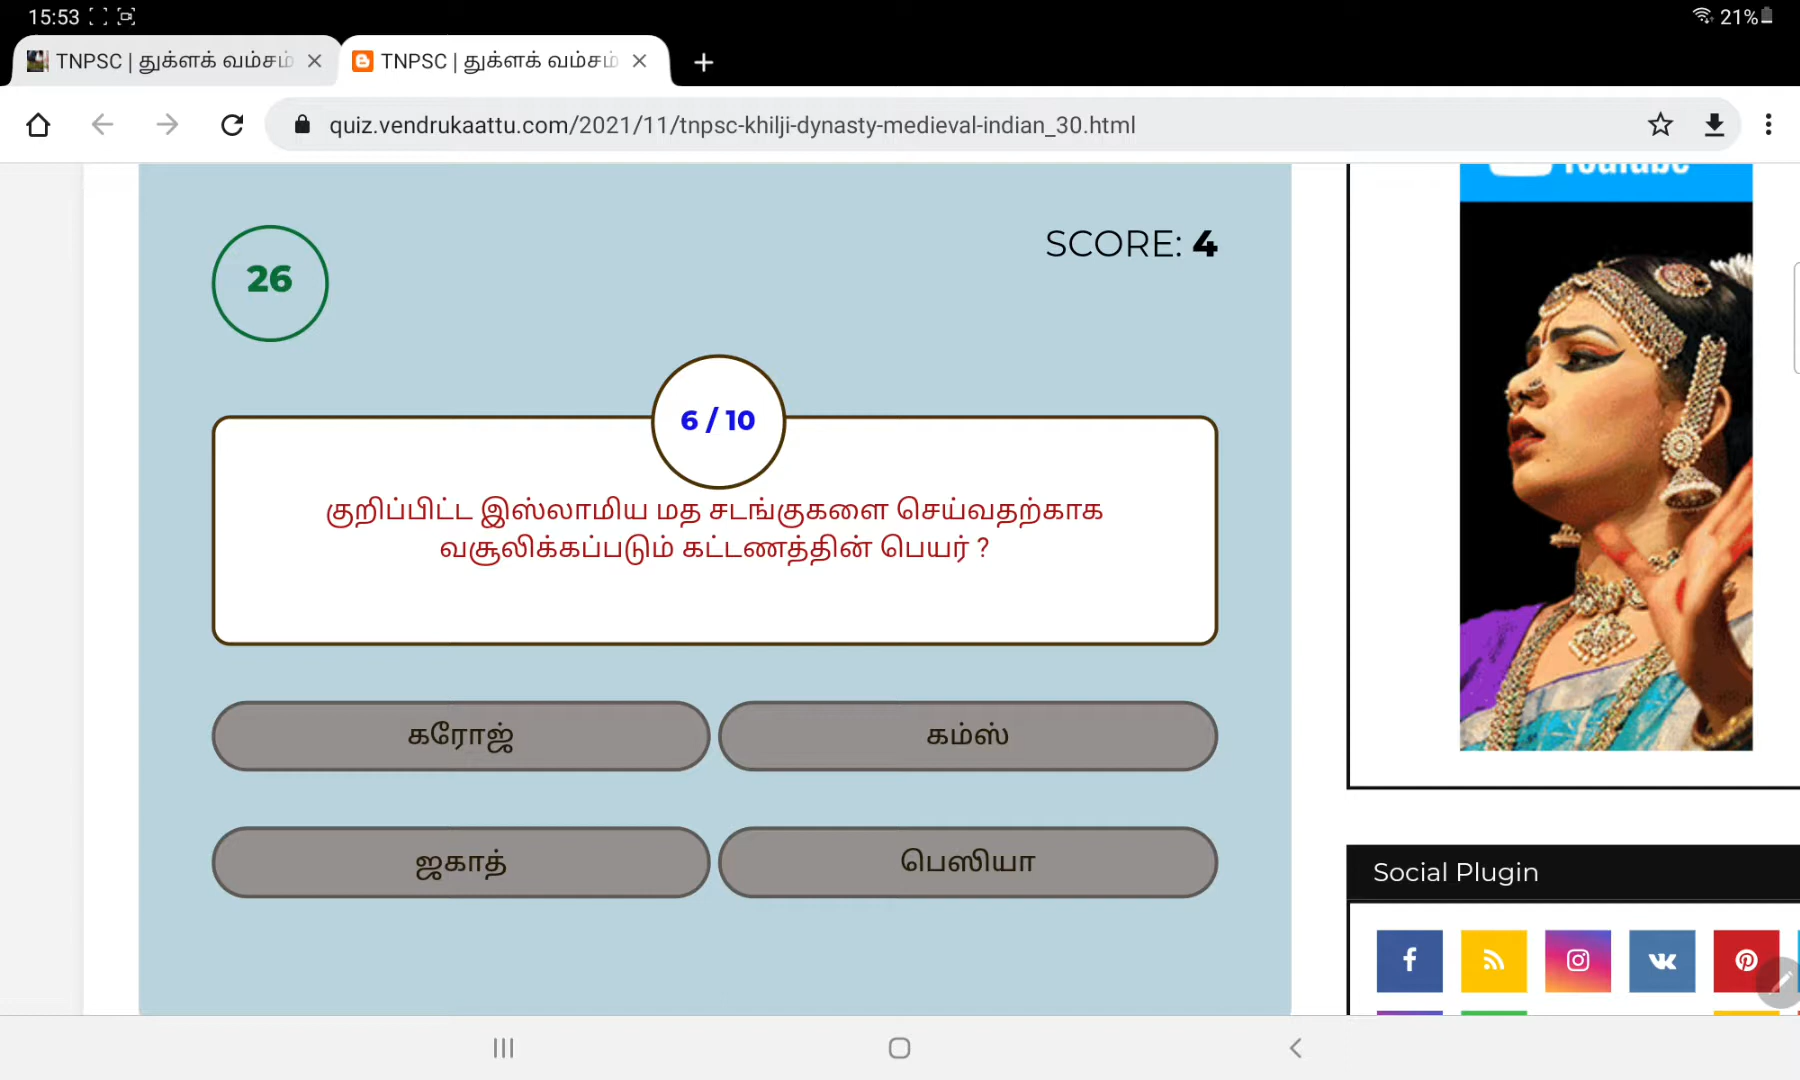 15:53
21%
TNPSC | துக்ளக் வம்சம்
TNPSC | துக்ளக் வம்சம்
quiz.vendrukaattu.com/2021/11/tnpsc-khilji-dynasty-medieval-indian_30.html
YouTube
26
SCORE: 4
6 / 10
குறிப்பிட்ட இஸ்லாமிய மத சடங்குகளை செய்வதற்காக
வசூலிக்கப்படும் கட்டணத்தின் பெயர் ?
கரோஜ்
கம்ஸ்
ஜகாத்
பெஸியா
Social Plugin